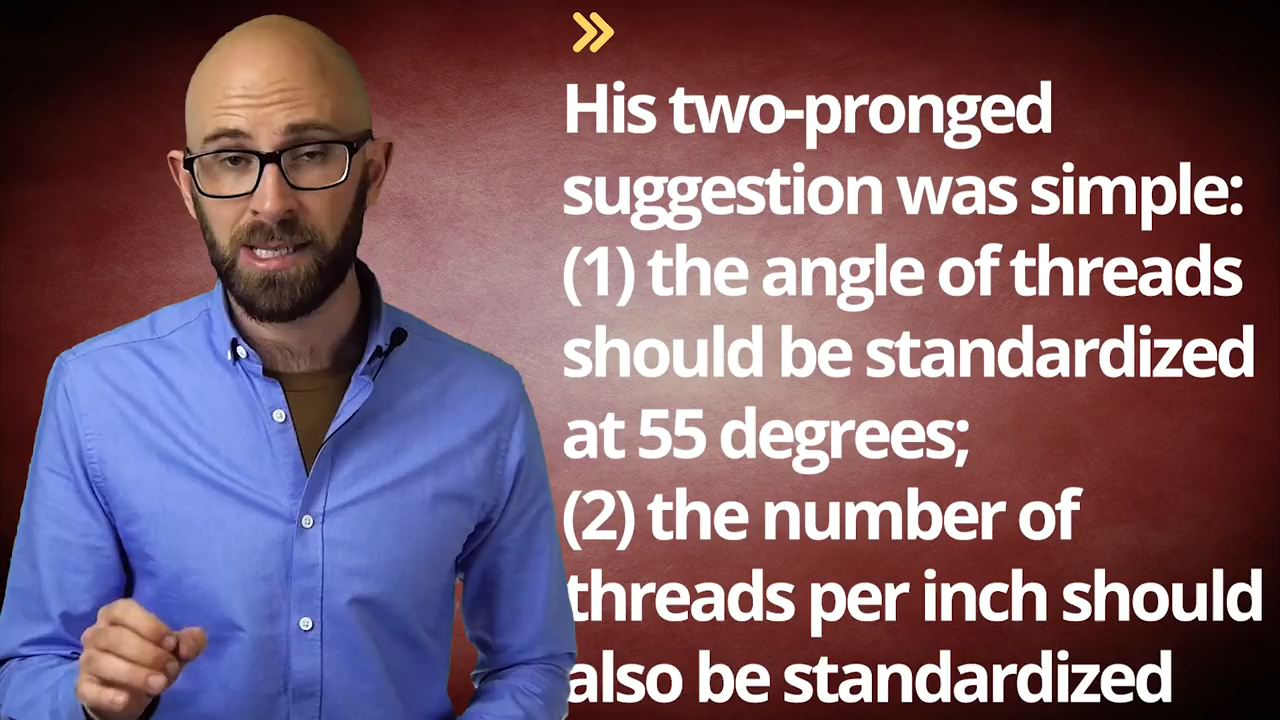 His two-pronged
suggestion was simple:
(1) the angle of threads
should be standardized
at 55 degrees;
(2) the number of
threads per inch should
also be standardized